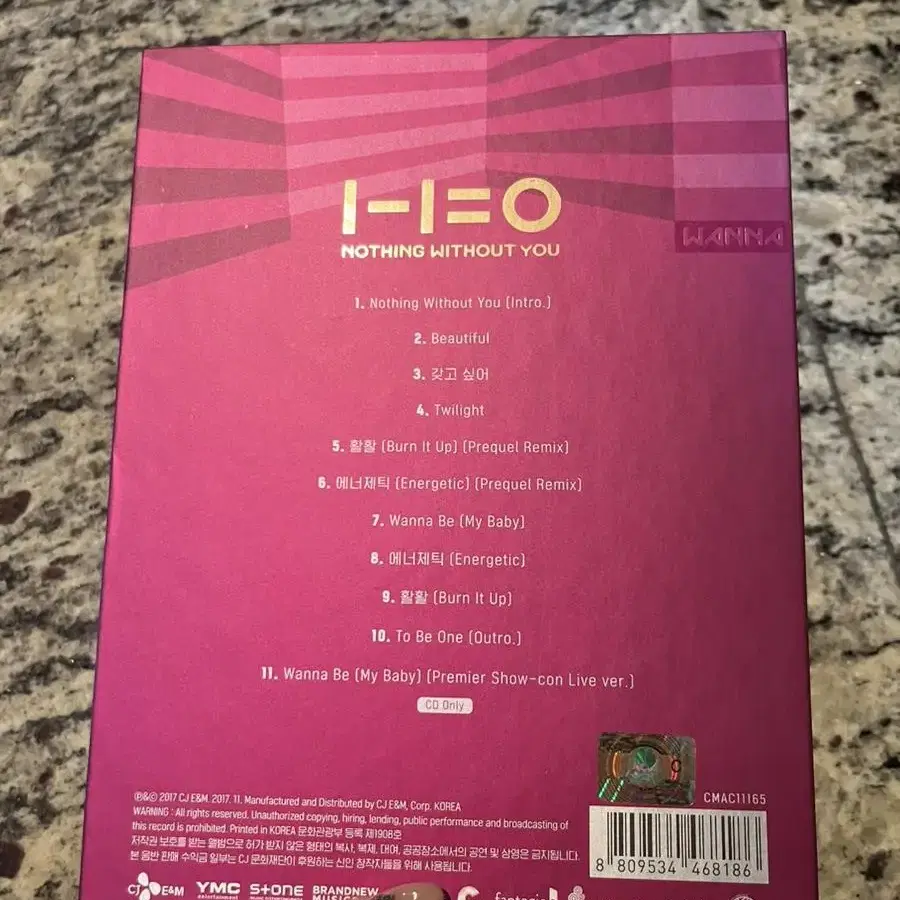 1-1=0
NOTHING WITHOUT YOU
WANNA
1. Nothing Without You (Intro.)
2. Beautiful
3. 갖고 싶어
4. Twilight
5. 활활 (Burn It Up) (Prequel Remix)
6. 에너제틱 (Energetic) (Prequel Remix)
7. Wanna Be (My Baby)
8. 에너제틱 (Energetic)
9. 활활 (Burn It Up)
10. To Be One (Outro.)
11. Wanna Be (My Baby) (Premier Show-con Live ver.)
CD Only
℗&© 2017 CJ E&M. 2017. 11. Manufactured and Distributed by CJ E&M, Corp. KOREA
WARNING : All rights reserved. Unauthorized copying, hiring, lending, public performance and broadcasting of
this record is prohibited. Printed in KOREA 문화관광부 등록 제1908호
저작권 보호를 받는 앨범으로 허가 받지 않은 형태의 복사, 복제, 대여, 공공장소에서의 공연 및 상영은 금지됩니다.
본 음반 판매 수익금 일부는 CJ 문화재단이 후원하는 신인 창작자들을 위해 사용됩니다.
CMAC11165
8 809534 468186
CJ E&M
YMC
entertainment
S+ONE
BRANDNEW
MUSIC